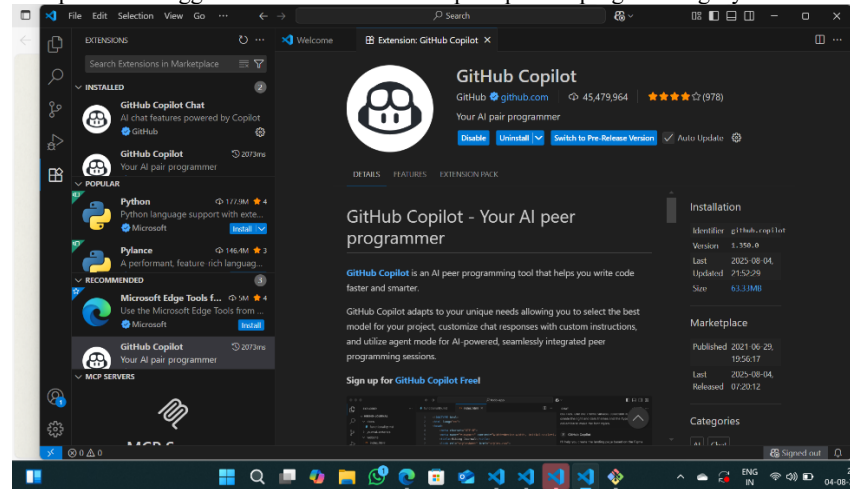 File Edit Selection View Go ... Search
EXTENSIONS
Welcome
Extension: GitHub Copilot
Search Extensions in Marketplace
INSTALLED 2
GitHub Copilot Chat
AI chat features powered by Copilot
GitHub
GitHub Copilot 2073ms
Your AI pair programmer
POPULAR
Python 177.9M 4
Python language support with exte...
Microsoft Install
Pylance 146.4M 3
A performant, feature-rich languag...
RECOMMENDED 3
Microsoft Edge Tools f... 5M 4
Use the Microsoft Edge Tools from ...
Microsoft Install
GitHub Copilot 2073ms
Your AI pair programmer
MCP SERVERS
GitHub Copilot
GitHub github.com 45,479,964 (978)
Your AI pair programmer
Disable Uninstall Switch to Pre-Release Version Auto Update
DETAILS FEATURES EXTENSION PACK
GitHub Copilot - Your AI peer
programmer
GitHub Copilot is an AI peer programming tool that helps you write code
faster and smarter.
GitHub Copilot adapts to your unique needs allowing you to select the best
model for your project, customize chat responses with custom instructions,
and utilize agent mode for AI-powered, seamlessly integrated peer
programming sessions.
Sign up for GitHub Copilot Free!
Installation
Identifier github.copilot
Version 1.350.0
Last 2025-08-04,
Updated 21:52:29
Size 63.33MB
Marketplace
Published 2021-06-29,
19:56:17
Last 2025-08-04,
Released 07:20:12
Categories
0 0
Signed out
ENG
IN
04-08-